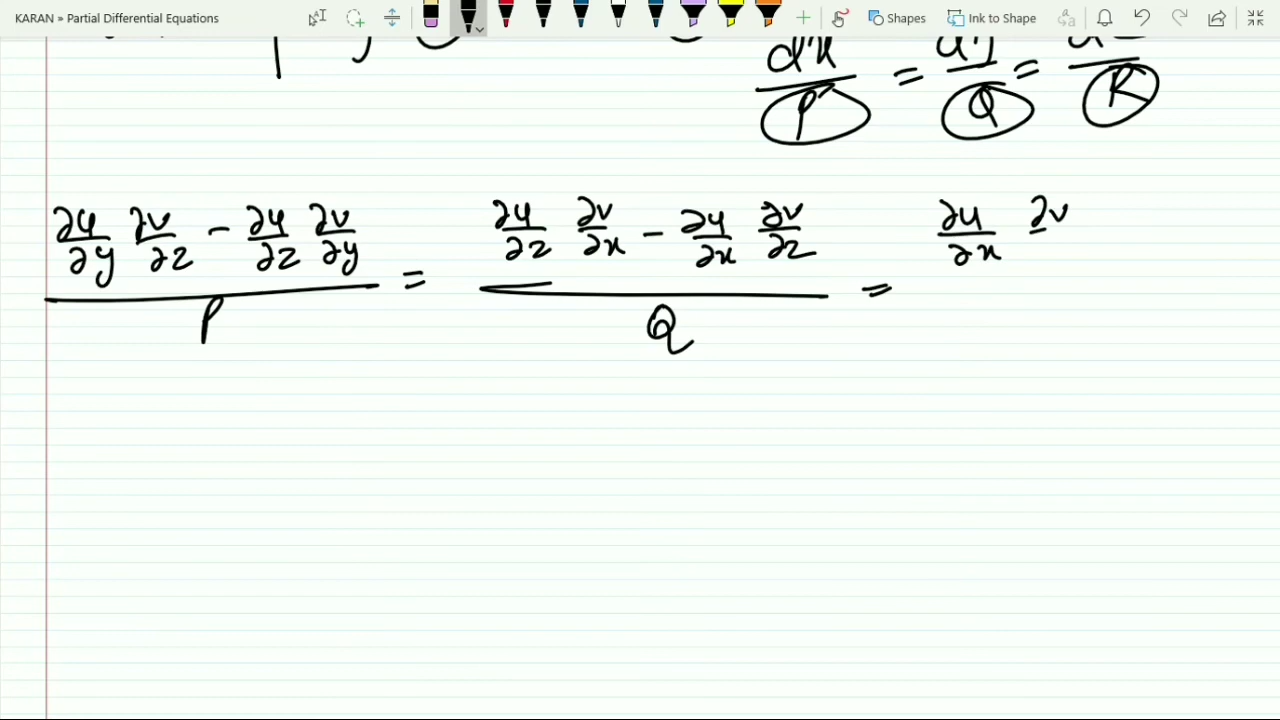 KARAN » Partial Differential Equations
Shapes
Ink to Shape
dx/P = dy/Q = dz/R
(∂u/∂y ∂v/∂z − ∂u/∂z ∂v/∂y)/P = (∂u/∂z ∂v/∂x − ∂u/∂x ∂v/∂z)/Q = ∂u/∂x ∂v